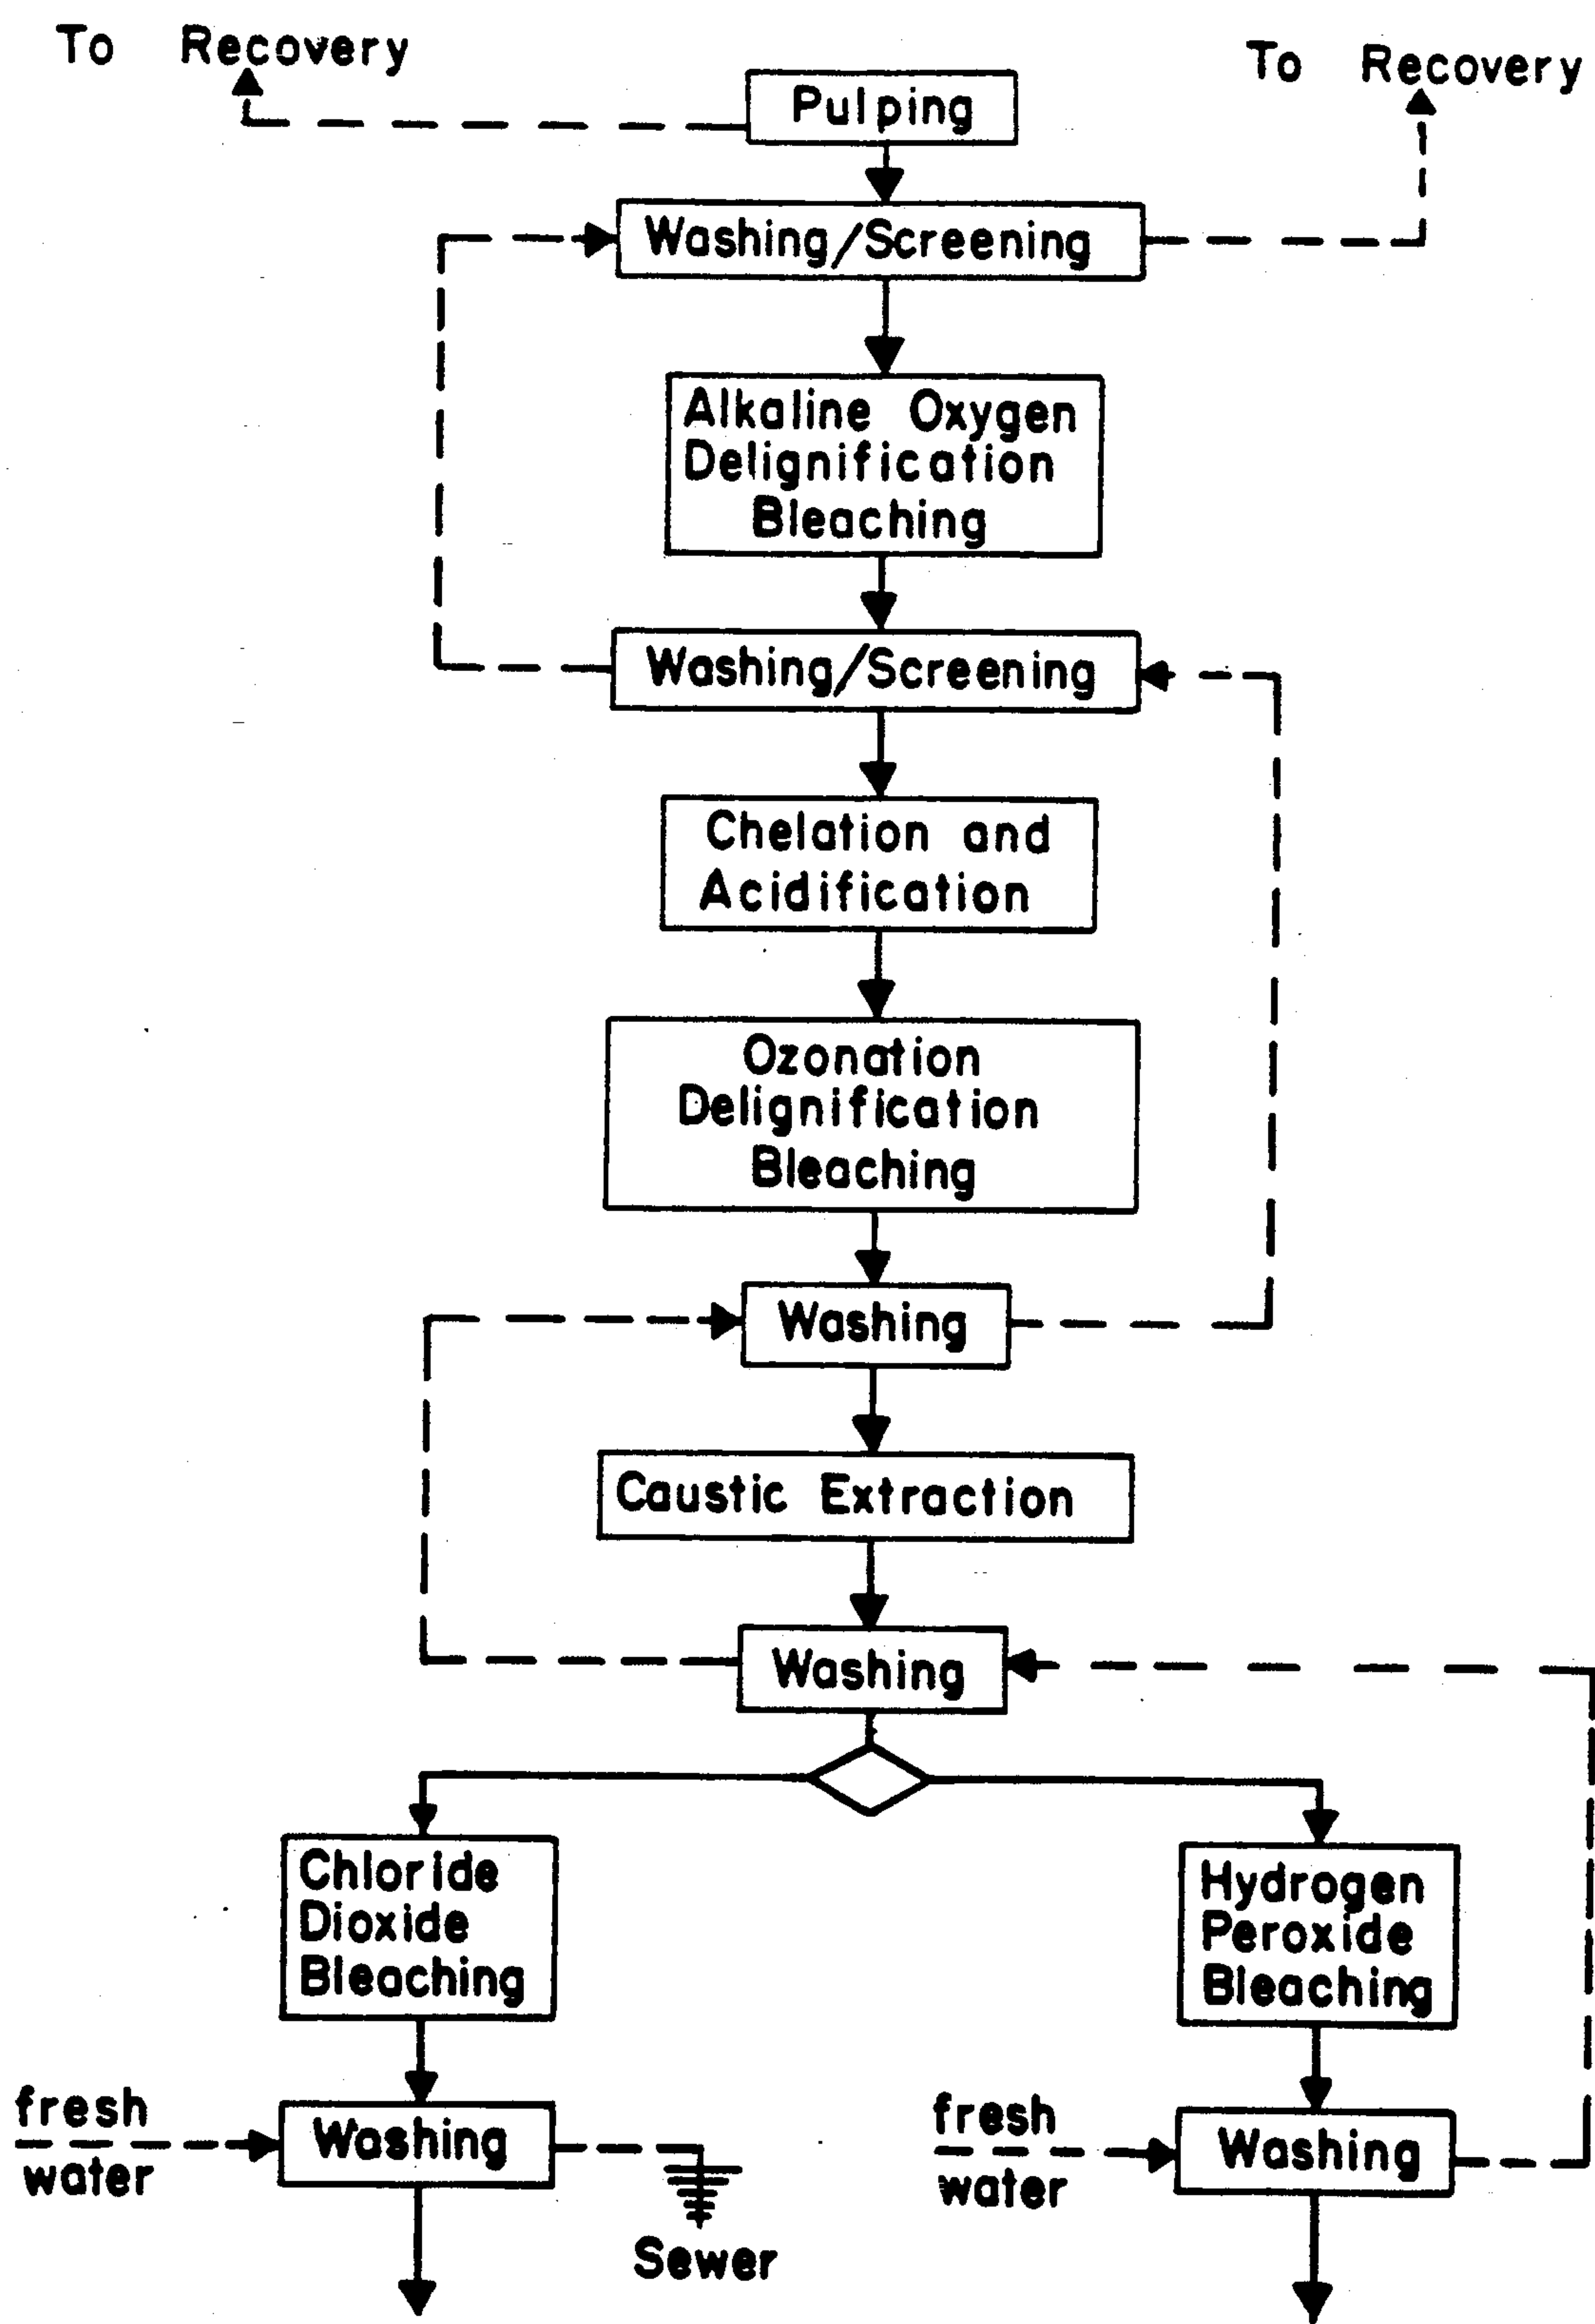 To Recovery
To Recovery
Pulping
Washing/Screening
Alkaline Oxygen
Delignification
Bleaching
Washing/Screening
Chelation and
Acidification
Ozonation
Delignification
Bleaching
Washing
Caustic Extraction
Washing
Chloride
Dioxide
Bleaching
Hydrogen
Peroxide
Bleaching
fresh
water
Washing
Sewer
fresh
water
Washing